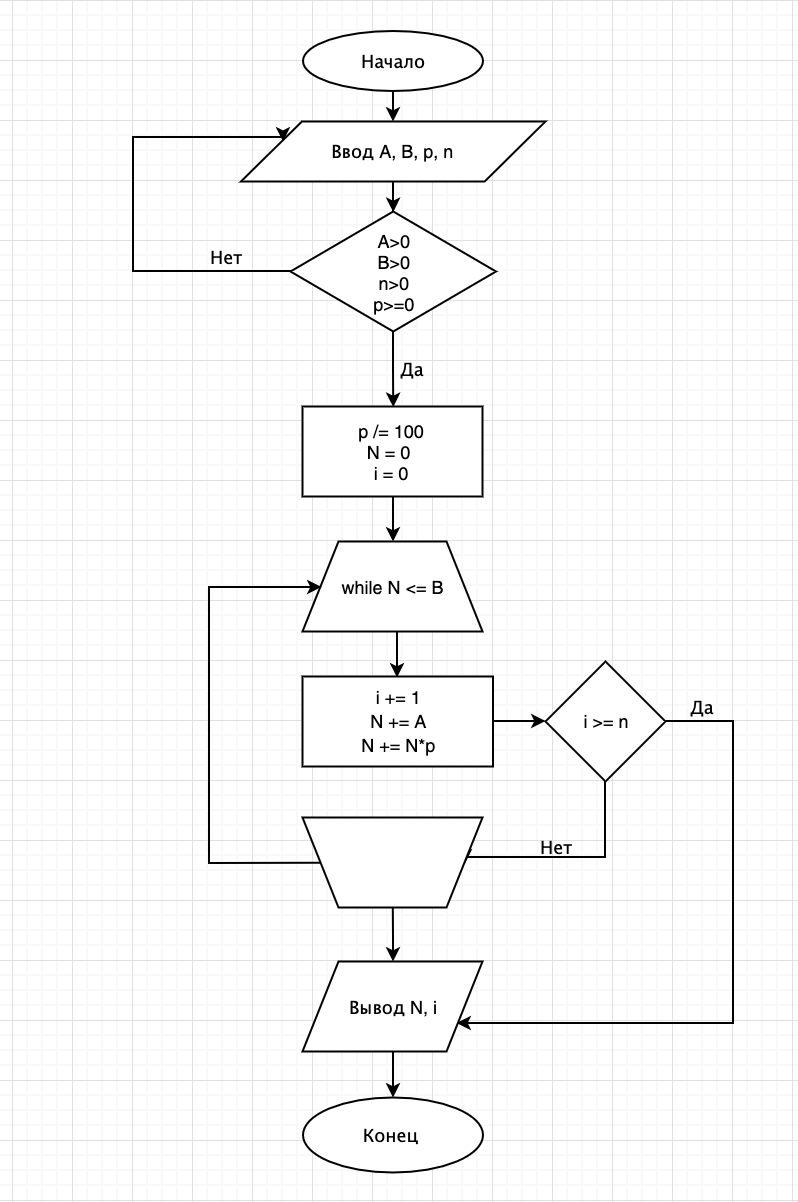 Начало
Ввод A, B, p, n
A>0
B>0
n>0
p>=0
Нет
Да
p /= 100
N = 0
i = 0
while N <= B
i += 1
N += A
N += N*p
i >= n
Да
Нет
Вывод N, i
Конец